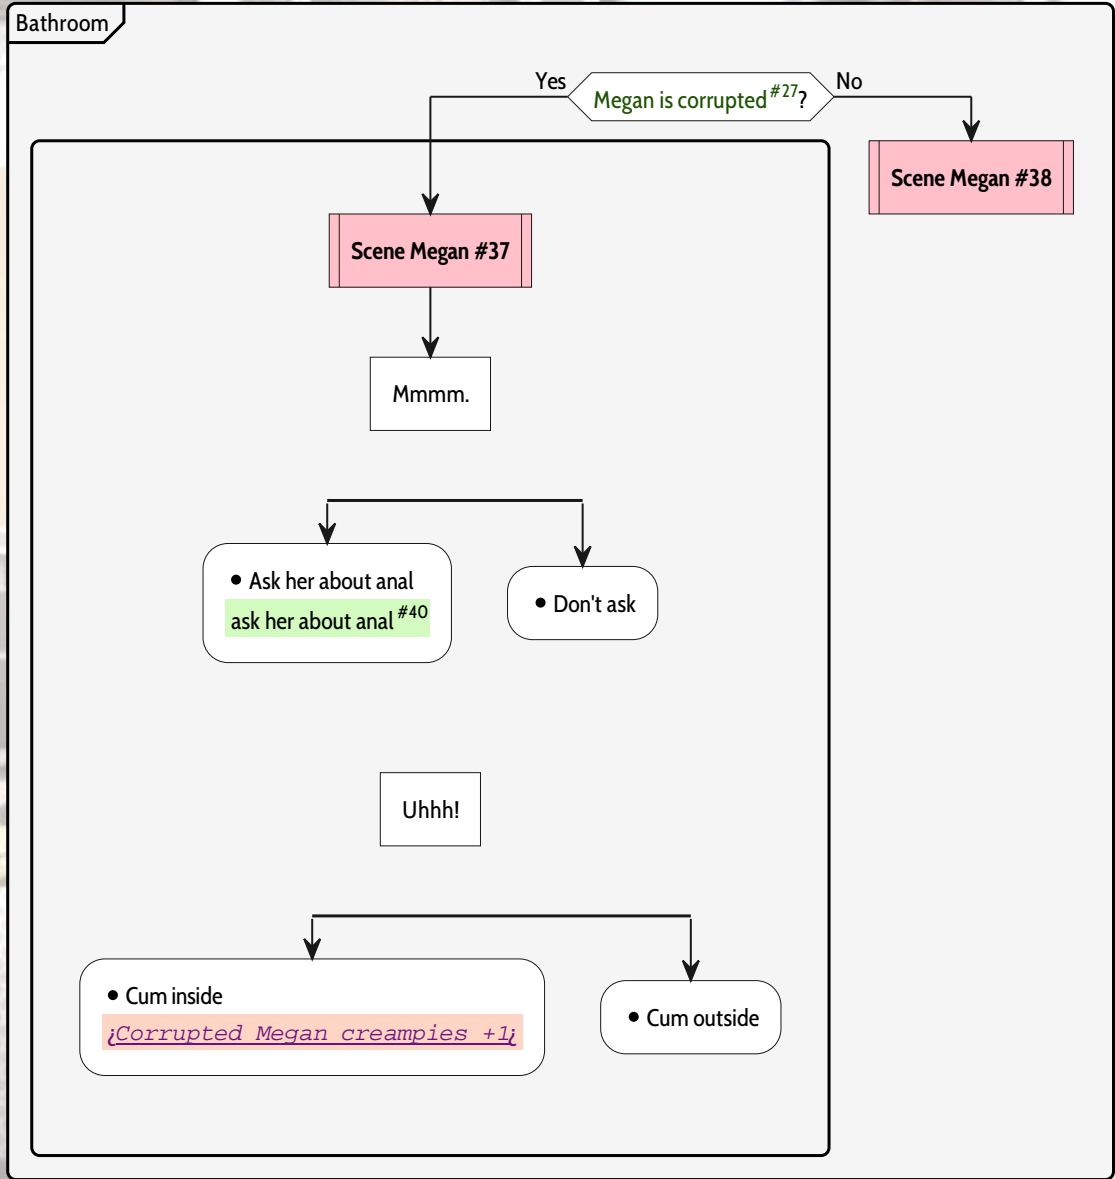 Bathroom
Yes
Megan is corrupted #27?
No
Scene Megan #38
Scene Megan #37
Mmmm.
• Ask her about anal
ask her about anal #40
• Don't ask
Uhhh!
• Cum inside
¿Corrupted Megan creampies +1¿
• Cum outside